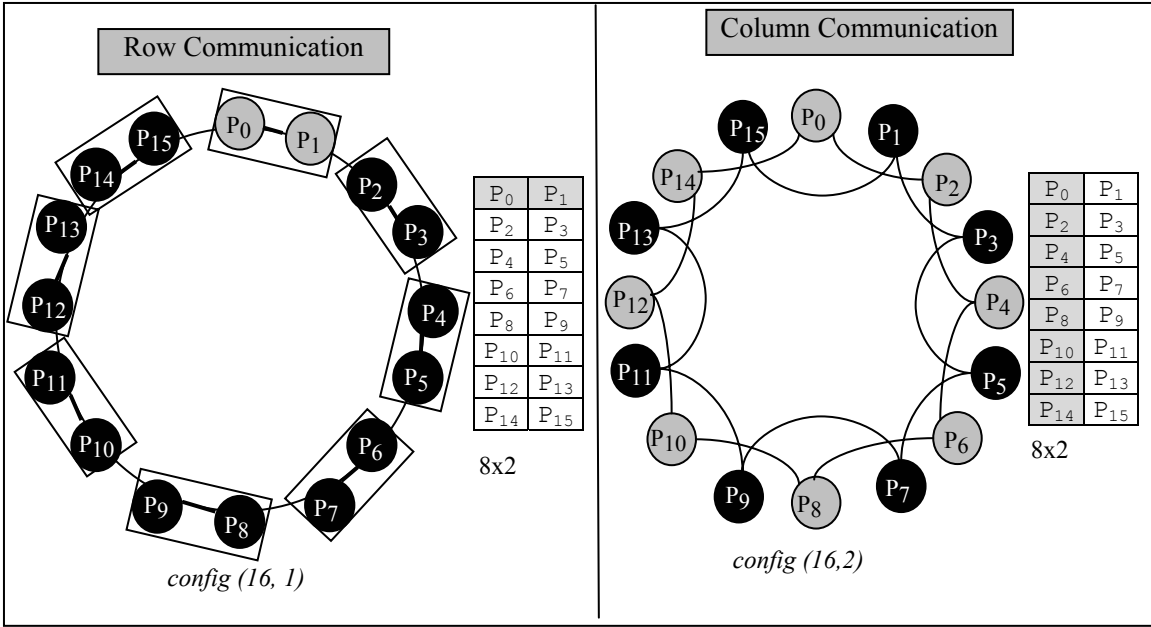 Row Communication
P0 P1
P15 P2
P14 P3
P13 P4
P12 P5
P11 P6
P10 P7
P9 P8
P0 P1
P2 P3
P4 P5
P6 P7
P8 P9
P10 P11
P12 P13
P14 P15
8x2
config (16, 1)
Column Communication
P15 P0 P1
P14 P2
P13 P3
P12 P4
P11 P5
P10 P6
P9 P8 P7
P0 P1
P2 P3
P4 P5
P6 P7
P8 P9
P10 P11
P12 P13
P14 P15
8x2
config (16,2)